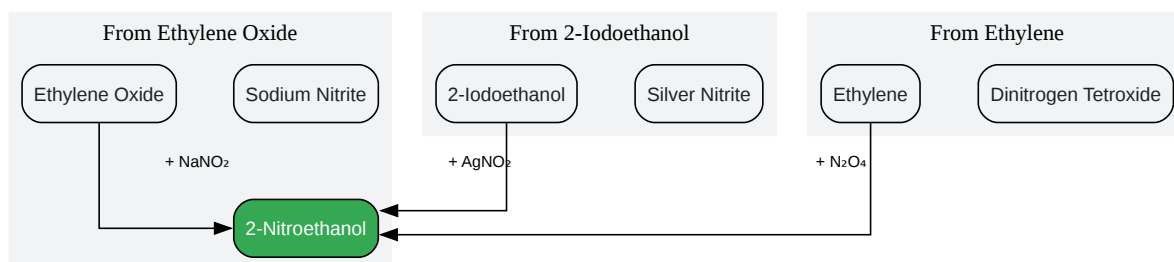 From Ethylene Oxide
From 2-Iodoethanol
From Ethylene
Ethylene Oxide
Sodium Nitrite
2-Iodoethanol
Silver Nitrite
Ethylene
Dinitrogen Tetroxide
+ NaNO₂
+ AgNO₂
+ N₂O₄
2-Nitroethanol